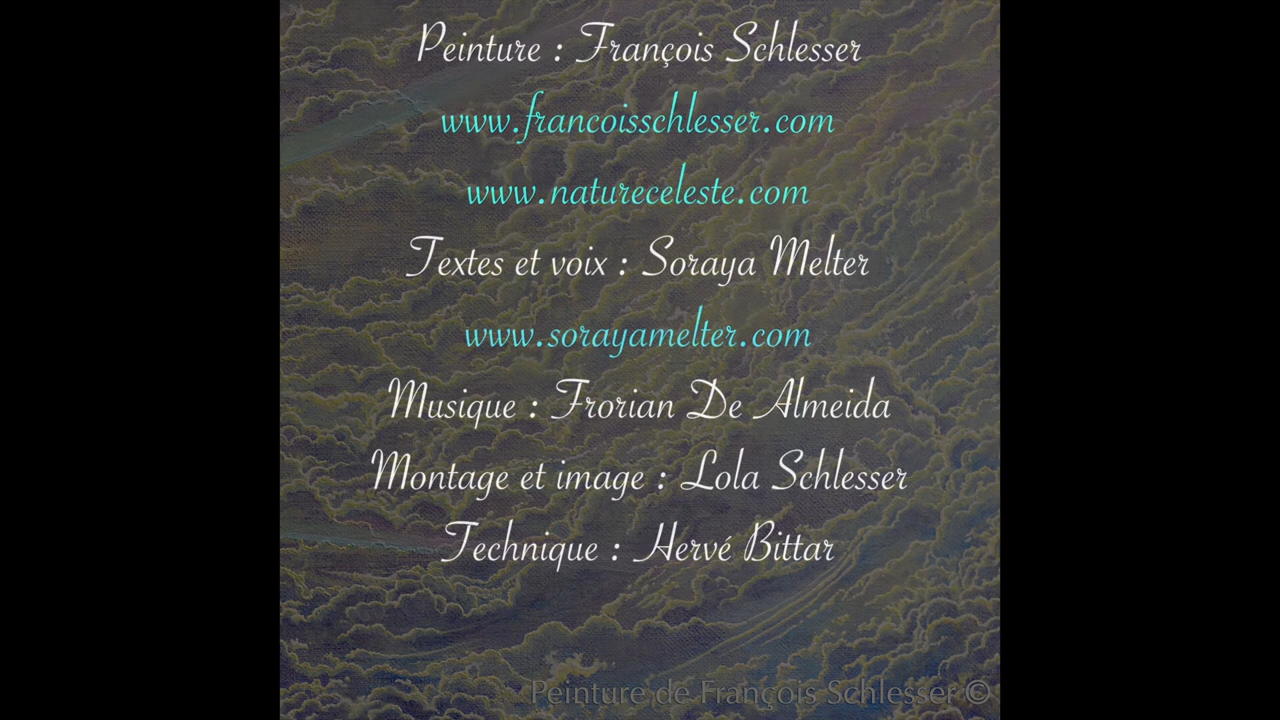 Peinture : François Schlesser
www.francoisschlesser.com
www.natureceleste.com
Textes et voix : Soraya Melter
www.sorayamelter.com
Musique : Frorian De Almeida
Montage et image : Lola Schlesser
Technique : Hervé Bittar
Peinture de François Schlesser ©